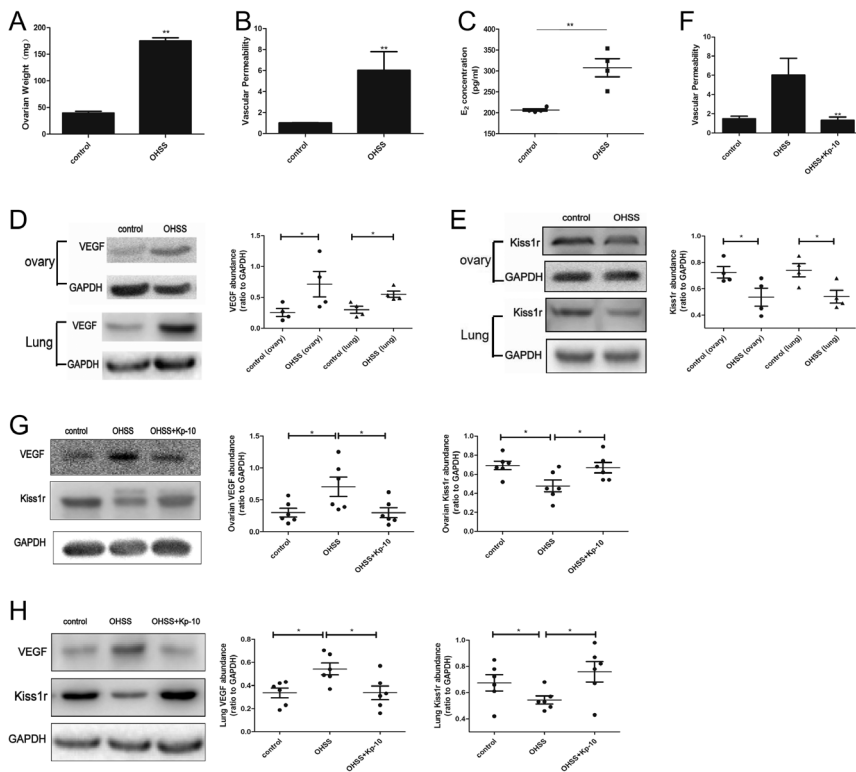 A
Ovarian Weight (mg)
200
150
100
50
0
**
control
OHSS
B
Vascular Permeability
10
8
6
4
2
0
**
control
OHSS
C
E2 concentration
(pg/ml)
400
350
300
250
200
**
control
OHSS
F
Vascular Permeability
10
8
6
4
2
0
**
control
OHSS
OHSS+Kp-10
D
control OHSS
ovary
VEGF
GAPDH
Lung
VEGF
GAPDH
VEGF abundance
(ratio to GAPDH)
1.5
1.0
0.5
0.0
*
*
control (ovary)
OHSS (ovary)
control (lung)
OHSS (lung)
E
control OHSS
ovary
Kiss1r
GAPDH
Lung
Kiss1r
GAPDH
Kiss1r abundance
(ratio to GAPDH)
1.0
0.8
0.6
0.4
*
*
control (ovary)
OHSS (ovary)
control (lung)
OHSS (lung)
G
control OHSS OHSS+Kp-10
VEGF
Kiss1r
GAPDH
Ovarian VEGF abundance
(ratio to GAPDH)
1.5
1.0
0.5
0.0
*
*
control
OHSS
OHSS+Kp-10
Ovarian Kiss1r abundance
(ratio to GAPDH)
1.0
0.8
0.6
0.4
0.2
0.0
*
*
control
OHSS
OHSS+Kp-10
H
control OHSS OHSS+Kp-10
VEGF
Kiss1r
GAPDH
Lung VEGF abundance
(ratio to GAPDH)
1.0
0.8
0.6
0.4
0.2
0.0
*
*
control
OHSS
OHSS+Kp-10
Lung Kiss1r abundance
(ratio to GAPDH)
1.0
0.8
0.6
0.4
*
*
control
OHSS
OHSS+Kp-10